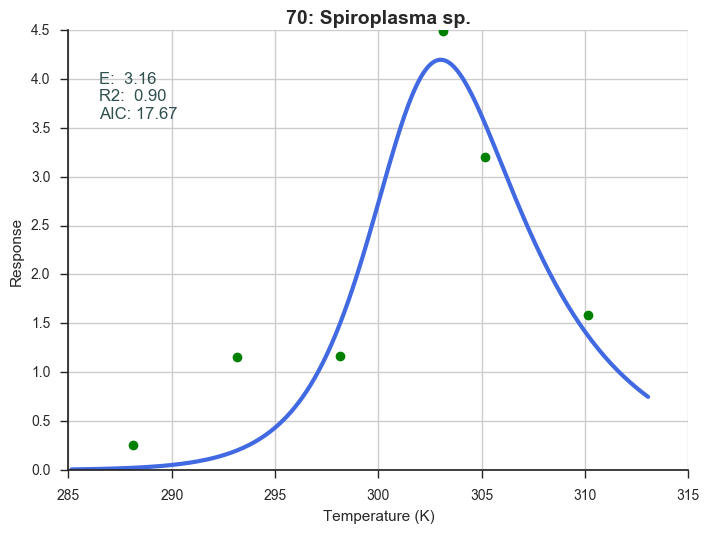 70: Spiroplasma sp.
E:  3.16
R2:  0.90
AIC: 17.67
Response
4.5
4.0
3.5
3.0
2.5
2.0
1.5
1.0
0.5
0.0
285 290 295 300 305 310 315
Temperature (K)